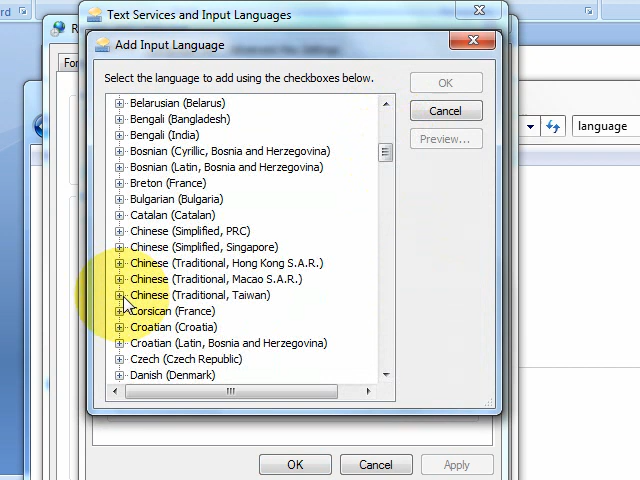 rd
Text Services and Input Languages
Add Input Language
Select the language to add using the checkboxes below.
OK
Cancel
Preview...
Belarusian (Belarus)
Bengali (Bangladesh)
Bengali (India)
Bosnian (Cyrillic, Bosnia and Herzegovina)
Bosnian (Latin, Bosnia and Herzegovina)
Breton (France)
Bulgarian (Bulgaria)
Catalan (Catalan)
Chinese (Simplified, PRC)
Chinese (Simplified, Singapore)
Chinese (Traditional, Hong Kong S.A.R.)
Chinese (Traditional, Macao S.A.R.)
Chinese (Traditional, Taiwan)
Corsican (France)
Croatian (Croatia)
Croatian (Latin, Bosnia and Herzegovina)
Czech (Czech Republic)
Danish (Denmark)
language
For
OK
Cancel
Apply